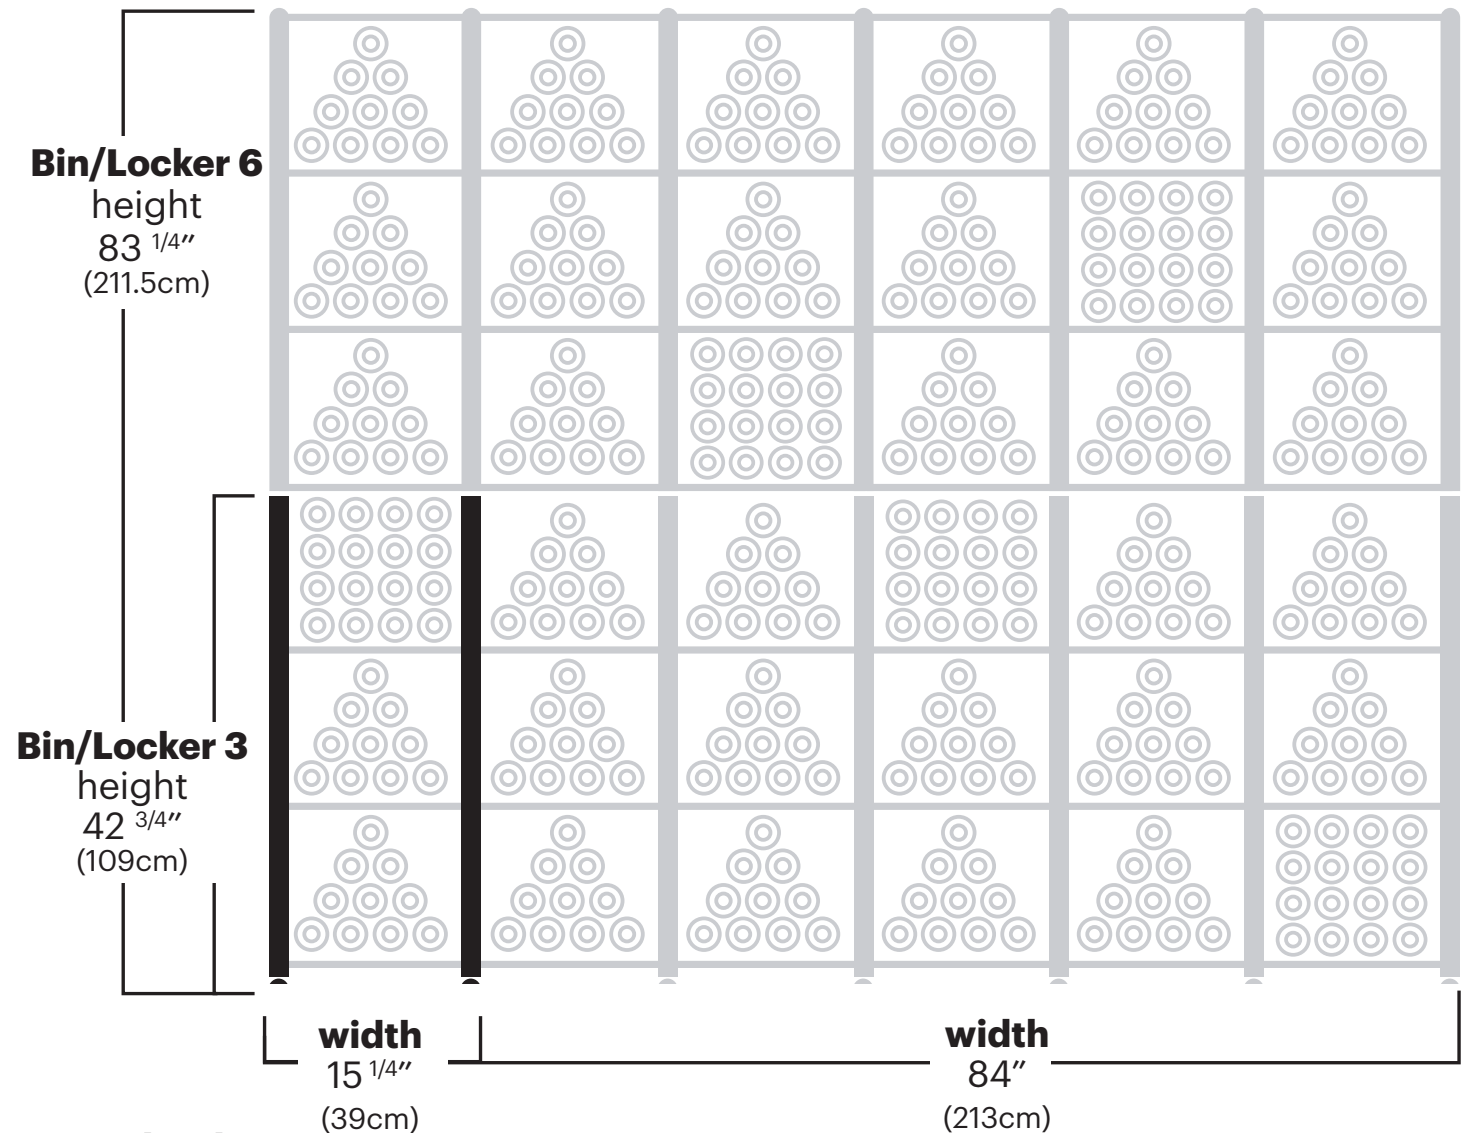 Bin/Locker 6
height
83 1/4″
(211.5cm)
Bin/Locker 3
height
42 3/4″
(109cm)
width
15 1/4″
(39cm)
width
84″
(213cm)